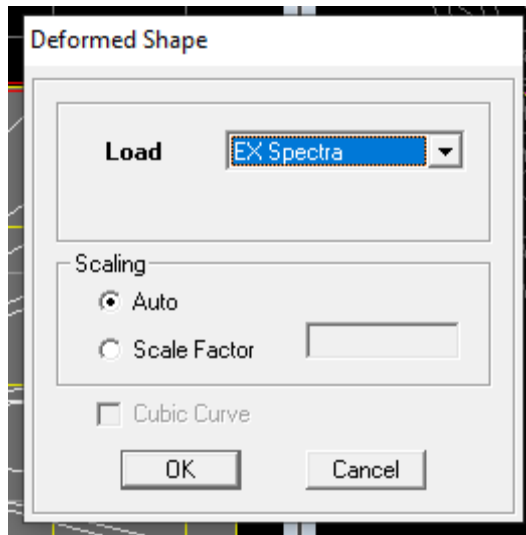 Deformed Shape
Load EX Spectra
Scaling
Auto
Scale Factor
Cubic Curve
OK Cancel